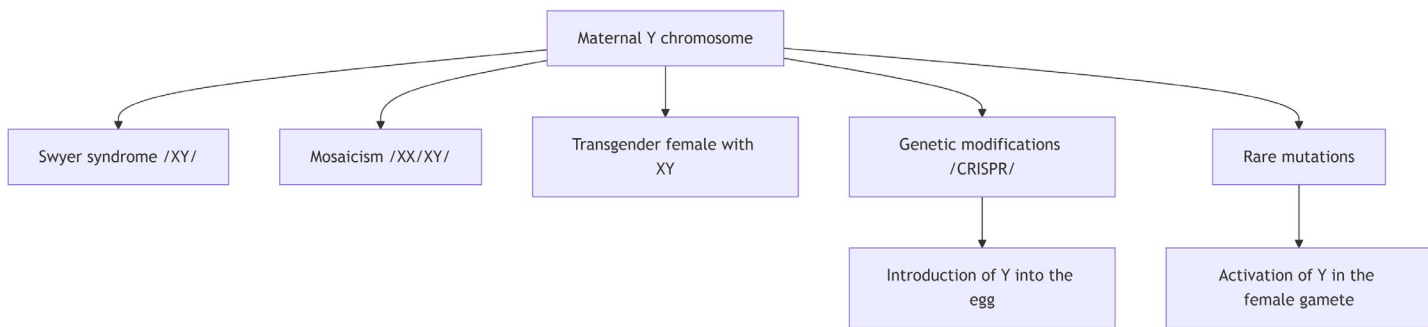 Maternal Y chromosome
Swyer syndrome /XY/
Mosaicism /XX/XY/
Transgender female with
XY
Genetic modifications
/CRISPR/
Rare mutations
Introduction of Y into the
egg
Activation of Y in the
female gamete